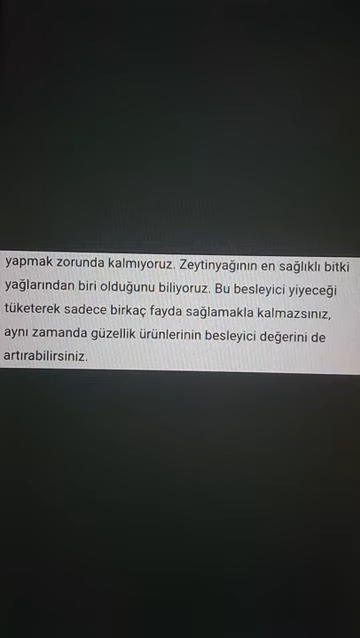 yapmak zorunda kalmıyoruz. Zeytinyağının en sağlıklı bitki
yağlarından biri olduğunu biliyoruz. Bu besleyici yiyeceği
tüketerek sadece birkaç fayda sağlamakla kalmazsınız,
aynı zamanda güzellik ürünlerinin besleyici değerini de
artırabilirsiniz.